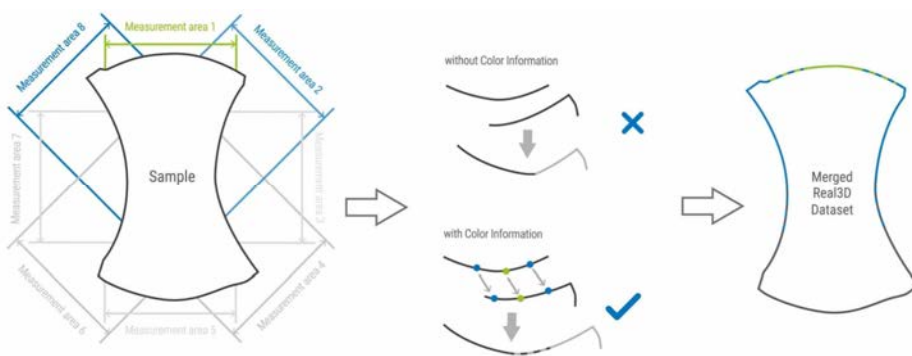 Measurement area 1
Measurement area 8
Measurement area 2
Measurement area 7
Measurement area 3
Sample
Measurement area 6
Measurement area 4
Measurement area 5
without Color Information
with Color Information
Merged
Real3D
Dataset